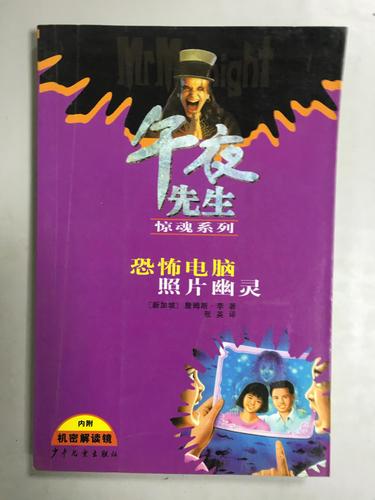 Mr Midnight
午夜
先生
惊魂系列
恐怖电脑
照片幽灵
〔新加坡〕詹姆斯·李 著
张英 译
内附
机密解读镜
少年儿童出版社